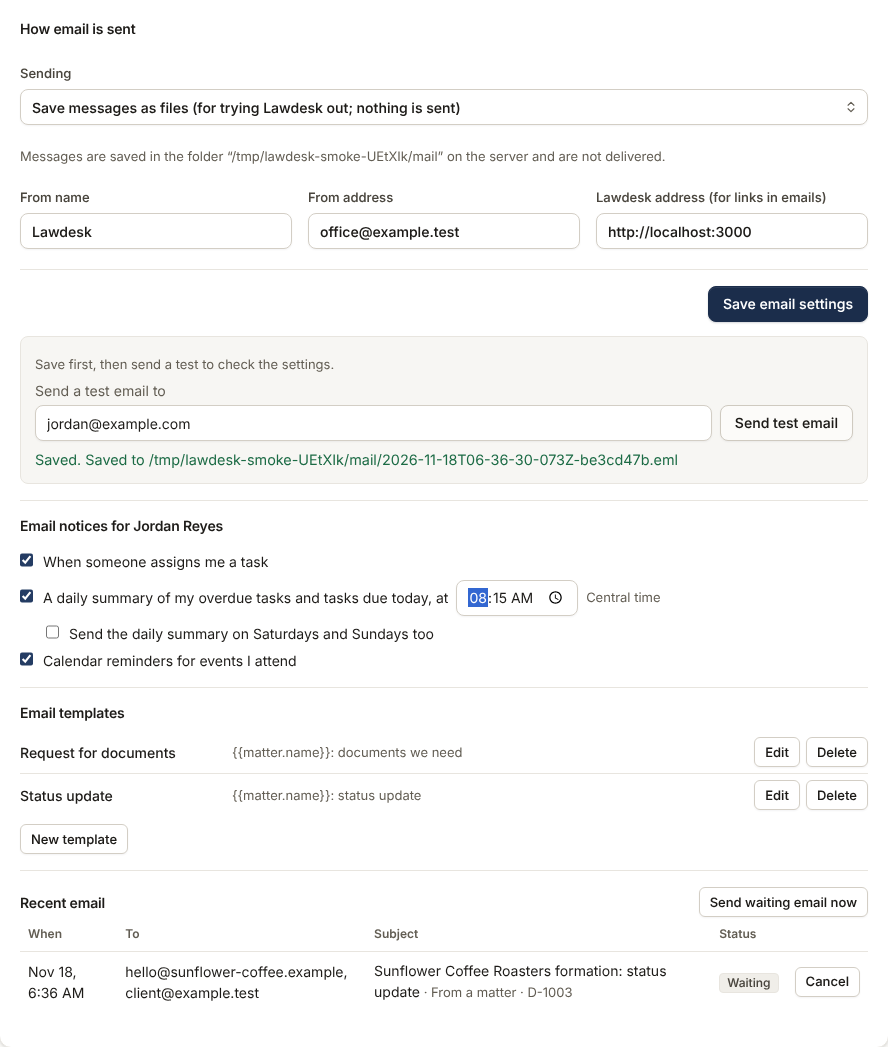 How email is sent
Sending
Save messages as files (for trying Lawdesk out; nothing is sent)
Messages are saved in the folder “/tmp/lawdesk-smoke-UEtXIk/mail” on the server and are not delivered.
From name From address Lawdesk address (for links in emails)
Lawdesk office@example.test http://localhost:3000
Save email settings
Save first, then send a test to check the settings.
Send a test email to
jordan@example.com Send test email
Saved. Saved to /tmp/lawdesk-smoke-UEtXIk/mail/2026-11-18T06-36-30-073Z-be3cd47b.eml
Email notices for Jordan Reyes
When someone assigns me a task
A daily summary of my overdue tasks and tasks due today, at 08:15 AM Central time
Send the daily summary on Saturdays and Sundays too
Calendar reminders for events I attend
Email templates
Request for documents {{matter.name}}: documents we need Edit Delete
Status update {{matter.name}}: status update Edit Delete
New template
Recent email Send waiting email now
When To Subject Status
Nov 18, hello@sunflower-coffee.example, Sunflower Coffee Roasters formation: status Waiting Cancel
6:36 AM client@example.test update · From a matter · D-1003